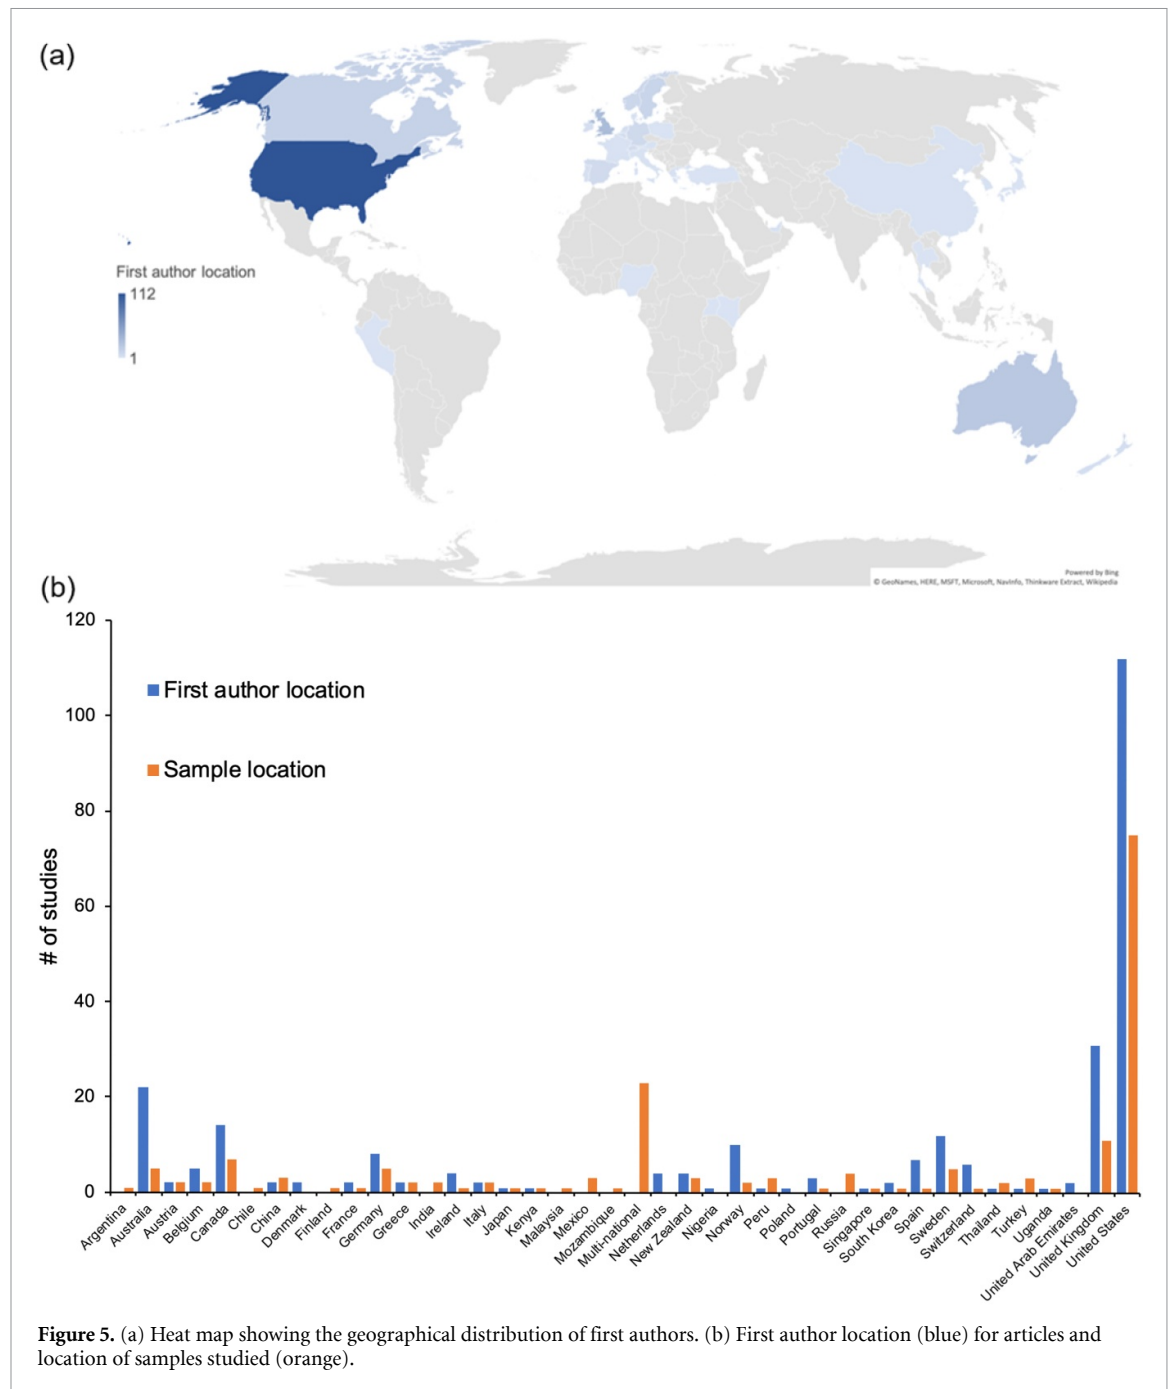 (a)
First author location
112
1
Powered by Bing
© GeoNames, HERE, MSFT, Microsoft, NavInfo, Thinkware Extract, Wikipedia
(b)
120
100
80
60
40
20
0
# of studies
First author location
Sample location
Argentina
Australia
Austria
Belgium
Canada
Chile
China
Denmark
Finland
France
Germany
Greece
India
Ireland
Italy
Japan
Kenya
Malaysia
Mexico
Mozambique
Multi-national
Netherlands
New Zealand
Nigeria
Norway
Peru
Poland
Portugal
Russia
Singapore
South Korea
Spain
Sweden
Switzerland
Thailand
Turkey
Uganda
United Arab Emirates
United Kingdom
United States
Figure 5. (a) Heat map showing the geographical distribution of first authors. (b) First author location (blue) for articles and
location of samples studied (orange).